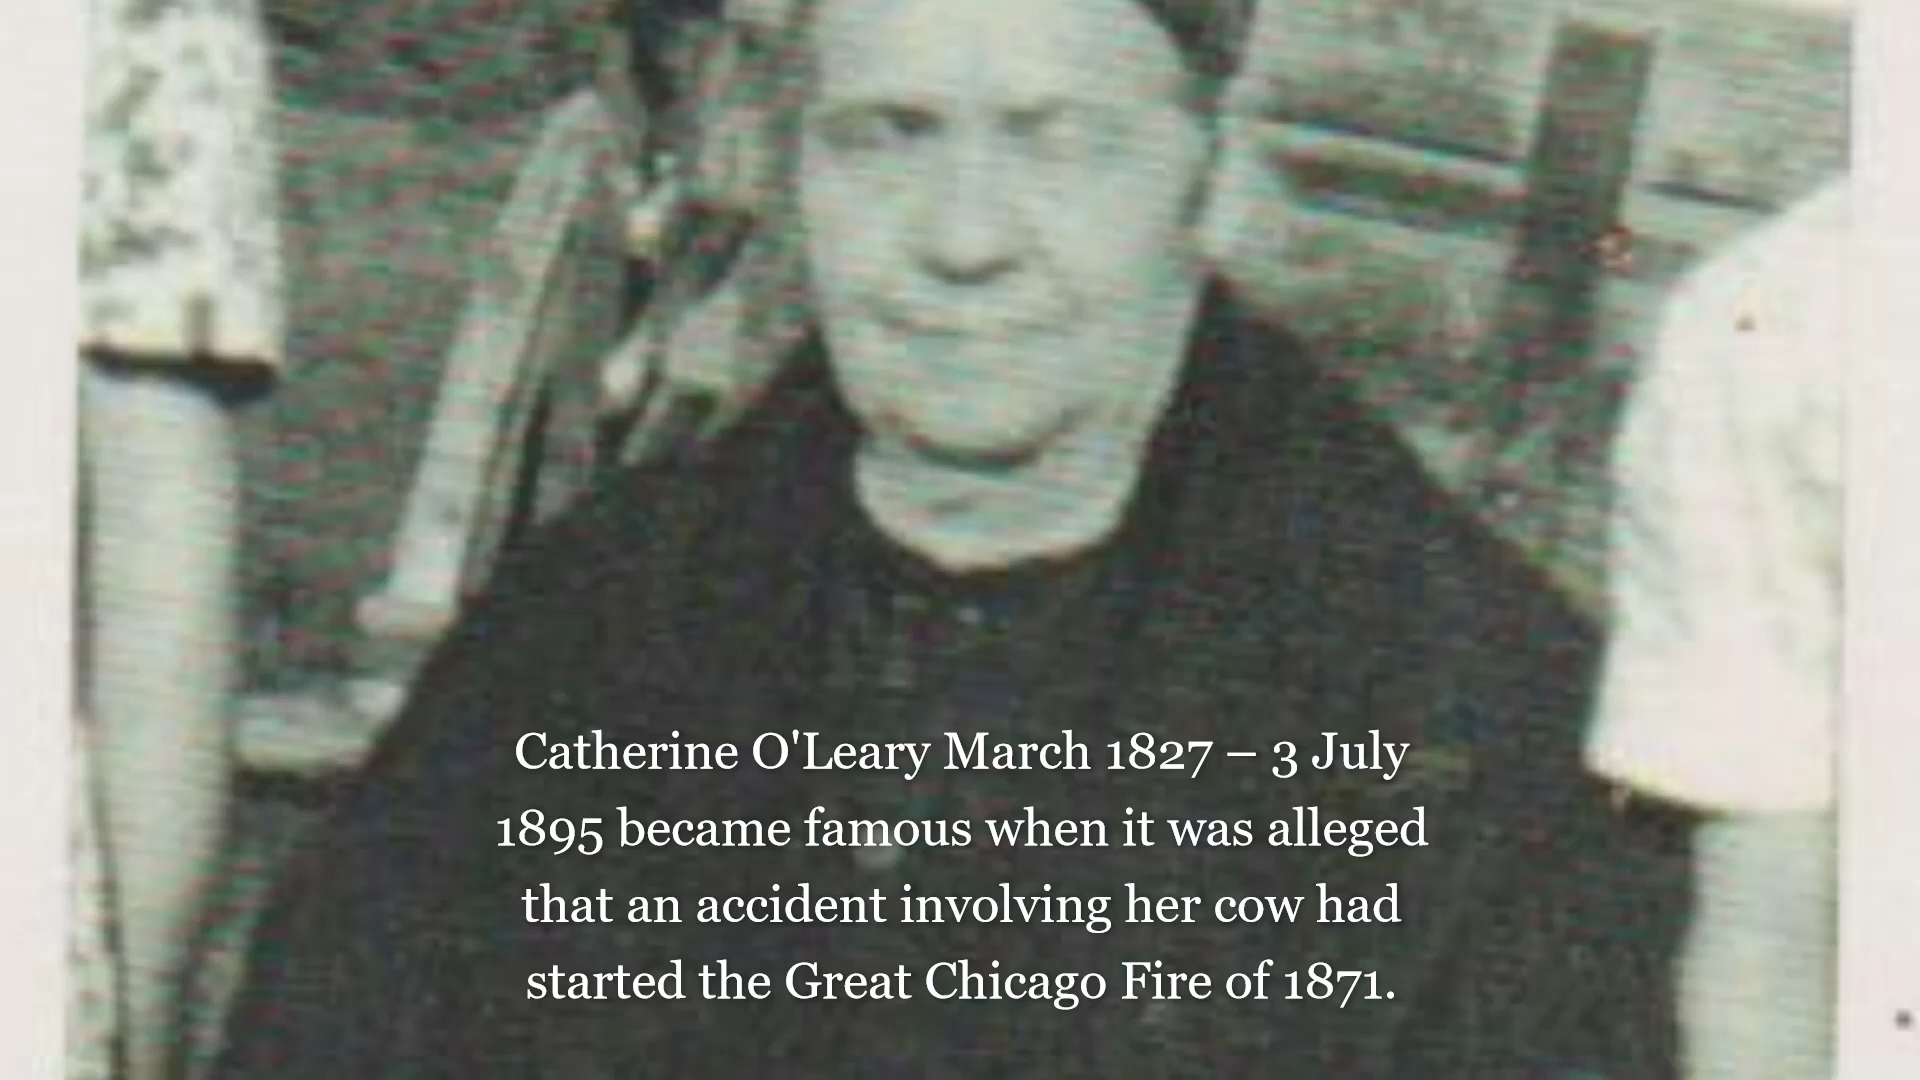 Catherine O'Leary March 1827 – 3 July
1895 became famous when it was alleged
that an accident involving her cow had
started the Great Chicago Fire of 1871.